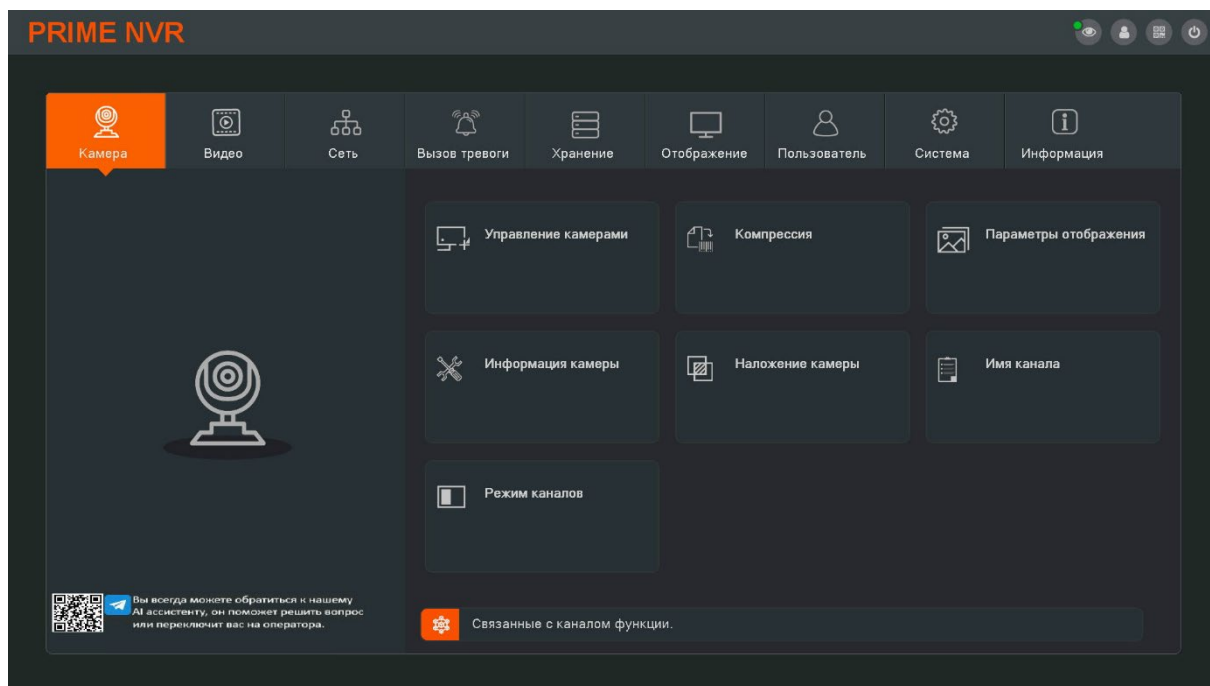 PRIME NVR
Камера
Видео
Сеть
Вызов тревоги
Хранение
Отображение
Пользователь
Система
Информация
Управление камерами
Компрессия
Параметры отображения
Информация камеры
Наложение камеры
Имя канала
Режим каналов
Вы всегда можете обратиться к нашему
AI ассистенту, он поможет решить вопрос
или переключит вас на оператора.
Связанные с каналом функции.